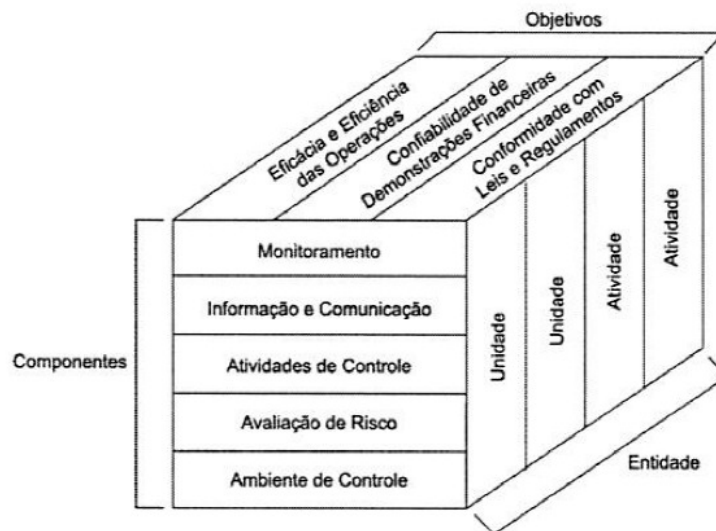 Objetivos
Eficácia e Eficiência
das Operações
Confiabilidade de
Demonstrações Financeiras
Conformidade com
Leis e Regulamentos
Componentes
Monitoramento
Informação e Comunicação
Atividades de Controle
Avaliação de Risco
Ambiente de Controle
Unidade
Unidade
Atividade
Atividade
Entidade